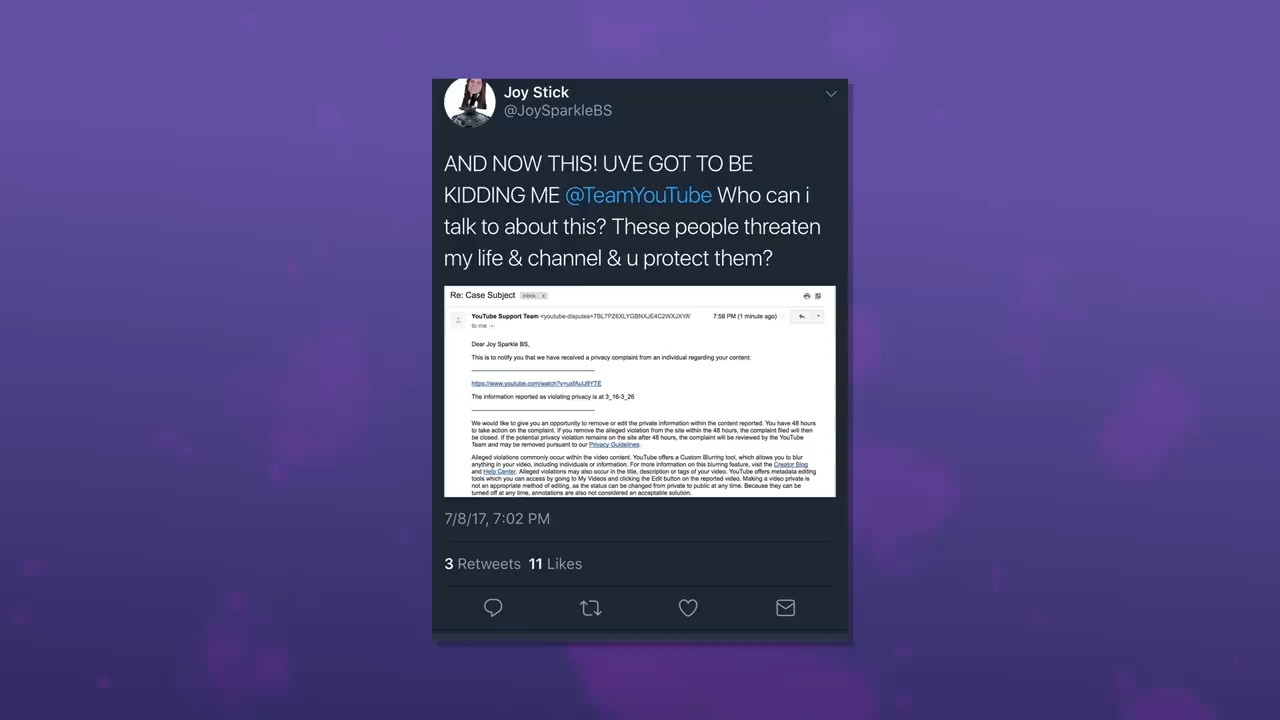 Joy Stick
@JoySparkleBS
AND NOW THIS! UVE GOT TO BE
KIDDING ME @TeamYouTube Who can i
talk to about this? These people threaten
my life & channel & u protect them?
Re: Case Subject Inbox x
YouTube Support Team <youtube-disputes+7BL7PZ6XLYGBNXJE4C2WXJXYA' 7:58 PM (1 minute ago)
to me
Dear Joy Sparkle BS,
This is to notify you that we have received a privacy complaint from an individual regarding your content:
https://www.youtube.com/watch?v=uxfAuIJ9YTE
The information reported as violating privacy is at 3_16-3_26
We would like to give you an opportunity to remove or edit the private information within the content reported. You have 48 hours
to take action on the complaint. If you remove the alleged violation from the site within the 48 hours, the complaint filed will then
be closed. If the potential privacy violation remains on the site after 48 hours, the complaint will be reviewed by the YouTube
Team and may be removed pursuant to our Privacy Guidelines.
Alleged violations commonly occur within the video content. YouTube offers a Custom Blurring tool, which allows you to blur
anything in your video, including individuals or information. For more information on this blurring feature, visit the Creator Blog
and Help Center. Alleged violations may also occur in the title, description or tags of your video. YouTube offers metadata editing
tools which you can access by going to My Videos and clicking the Edit button on the reported video. Making a video private is
not an appropriate method of editing, as the status can be changed from private to public at any time. Because they can be
turned off at any time, annotations are also not considered an acceptable solution.
7/8/17, 7:02 PM
3 Retweets 11 Likes